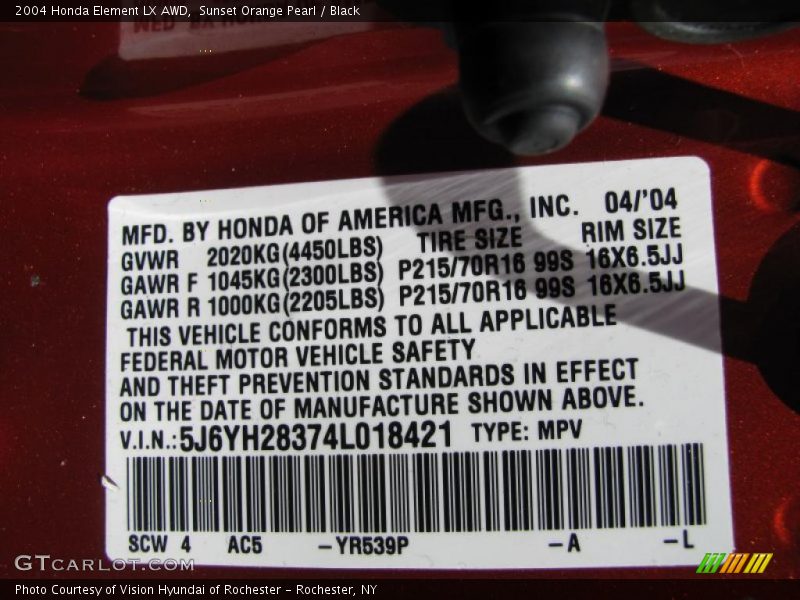 2004 Honda Element LX AWD,  Sunset Orange Pearl / Black
MFD. BY HONDA OF AMERICA MFG., INC. 04/'04
GVWR 2020KG(4450LBS) TIRE SIZE RIM SIZE
GAWR F 1045KG(2300LBS) P215/70R16 99S 16X6.5JJ
GAWR R 1000KG(2205LBS) P215/70R16 99S 16X6.5JJ
THIS VEHICLE CONFORMS TO ALL APPLICABLE
FEDERAL MOTOR VEHICLE SAFETY
AND THEFT PREVENTION STANDARDS IN EFFECT
ON THE DATE OF MANUFACTURE SHOWN ABOVE.
V.I.N.:5J6YH28374L018421 TYPE: MPV
SCW 4 AC5 -YR539P -A -L
GTCARLOT.COM
Photo Courtesy of Vision Hyundai of Rochester - Rochester, NY